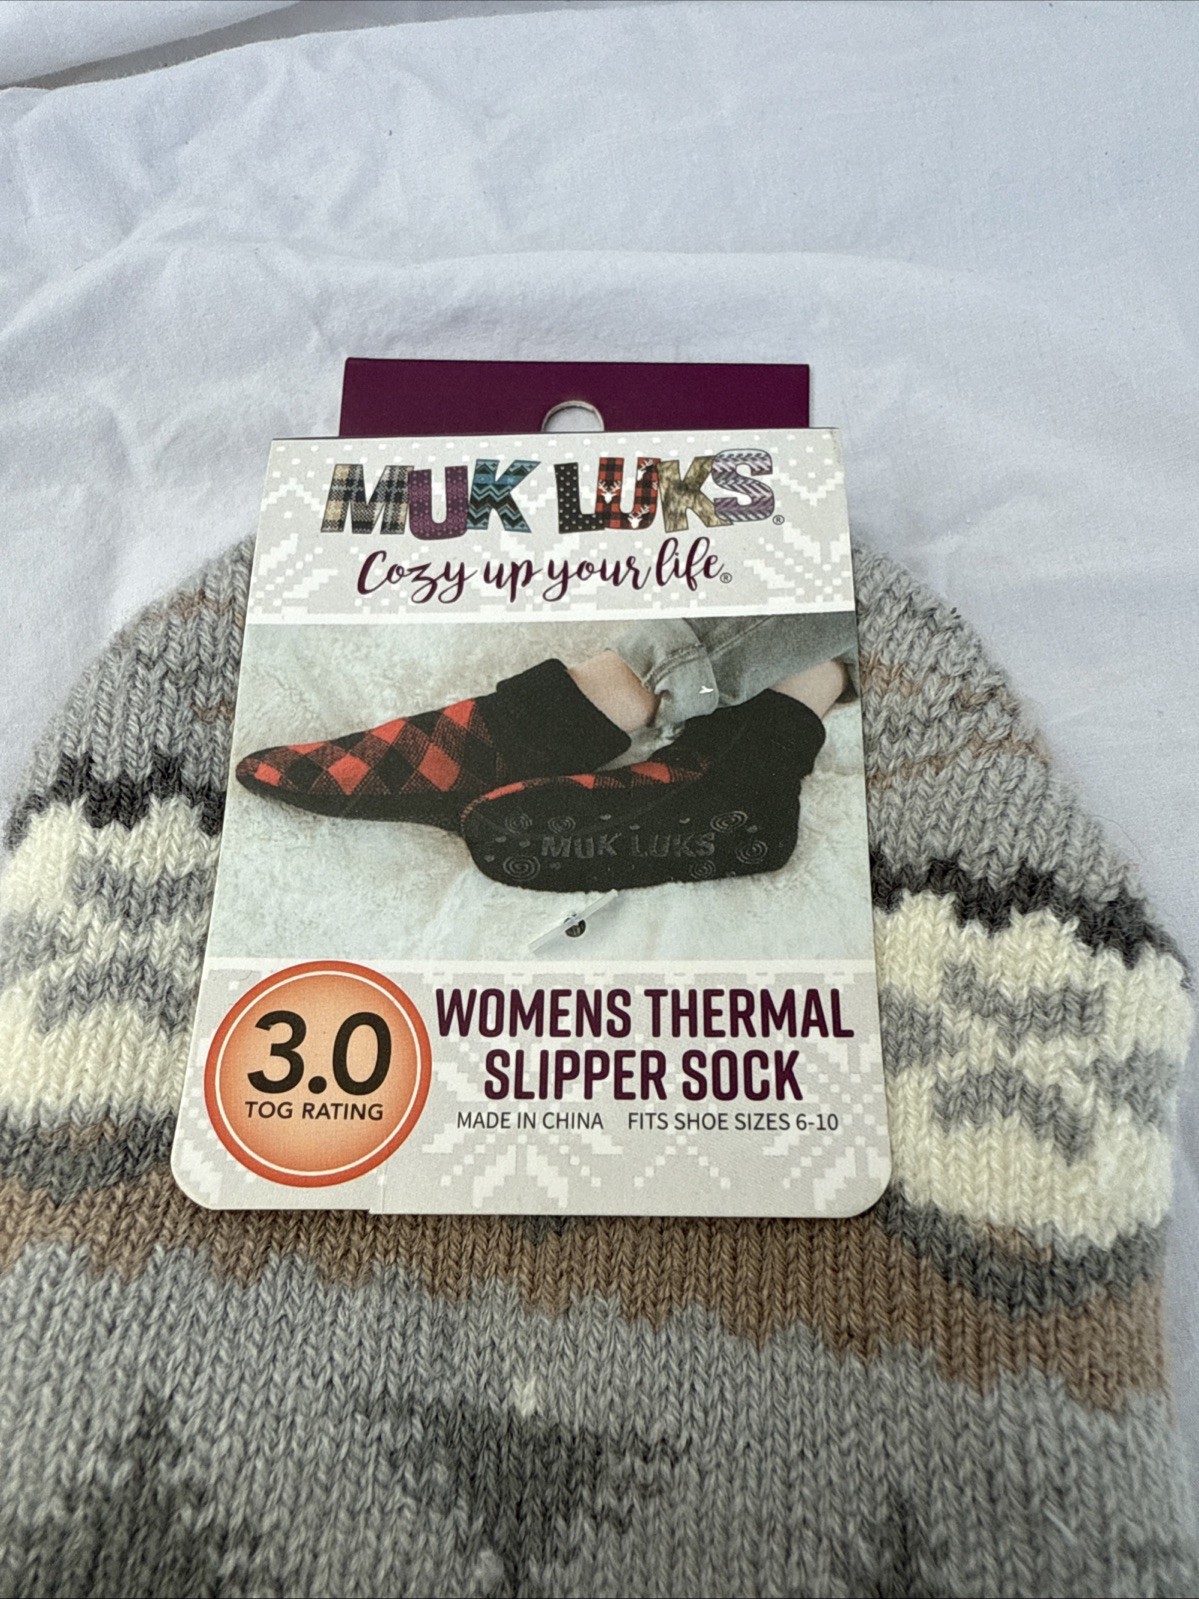 MUK LUKS®
Cozy up your life®
MUK LUKS
3.0
TOG RATING
WOMENS THERMAL
SLIPPER SOCK
MADE IN CHINA FITS SHOE SIZES 6-10